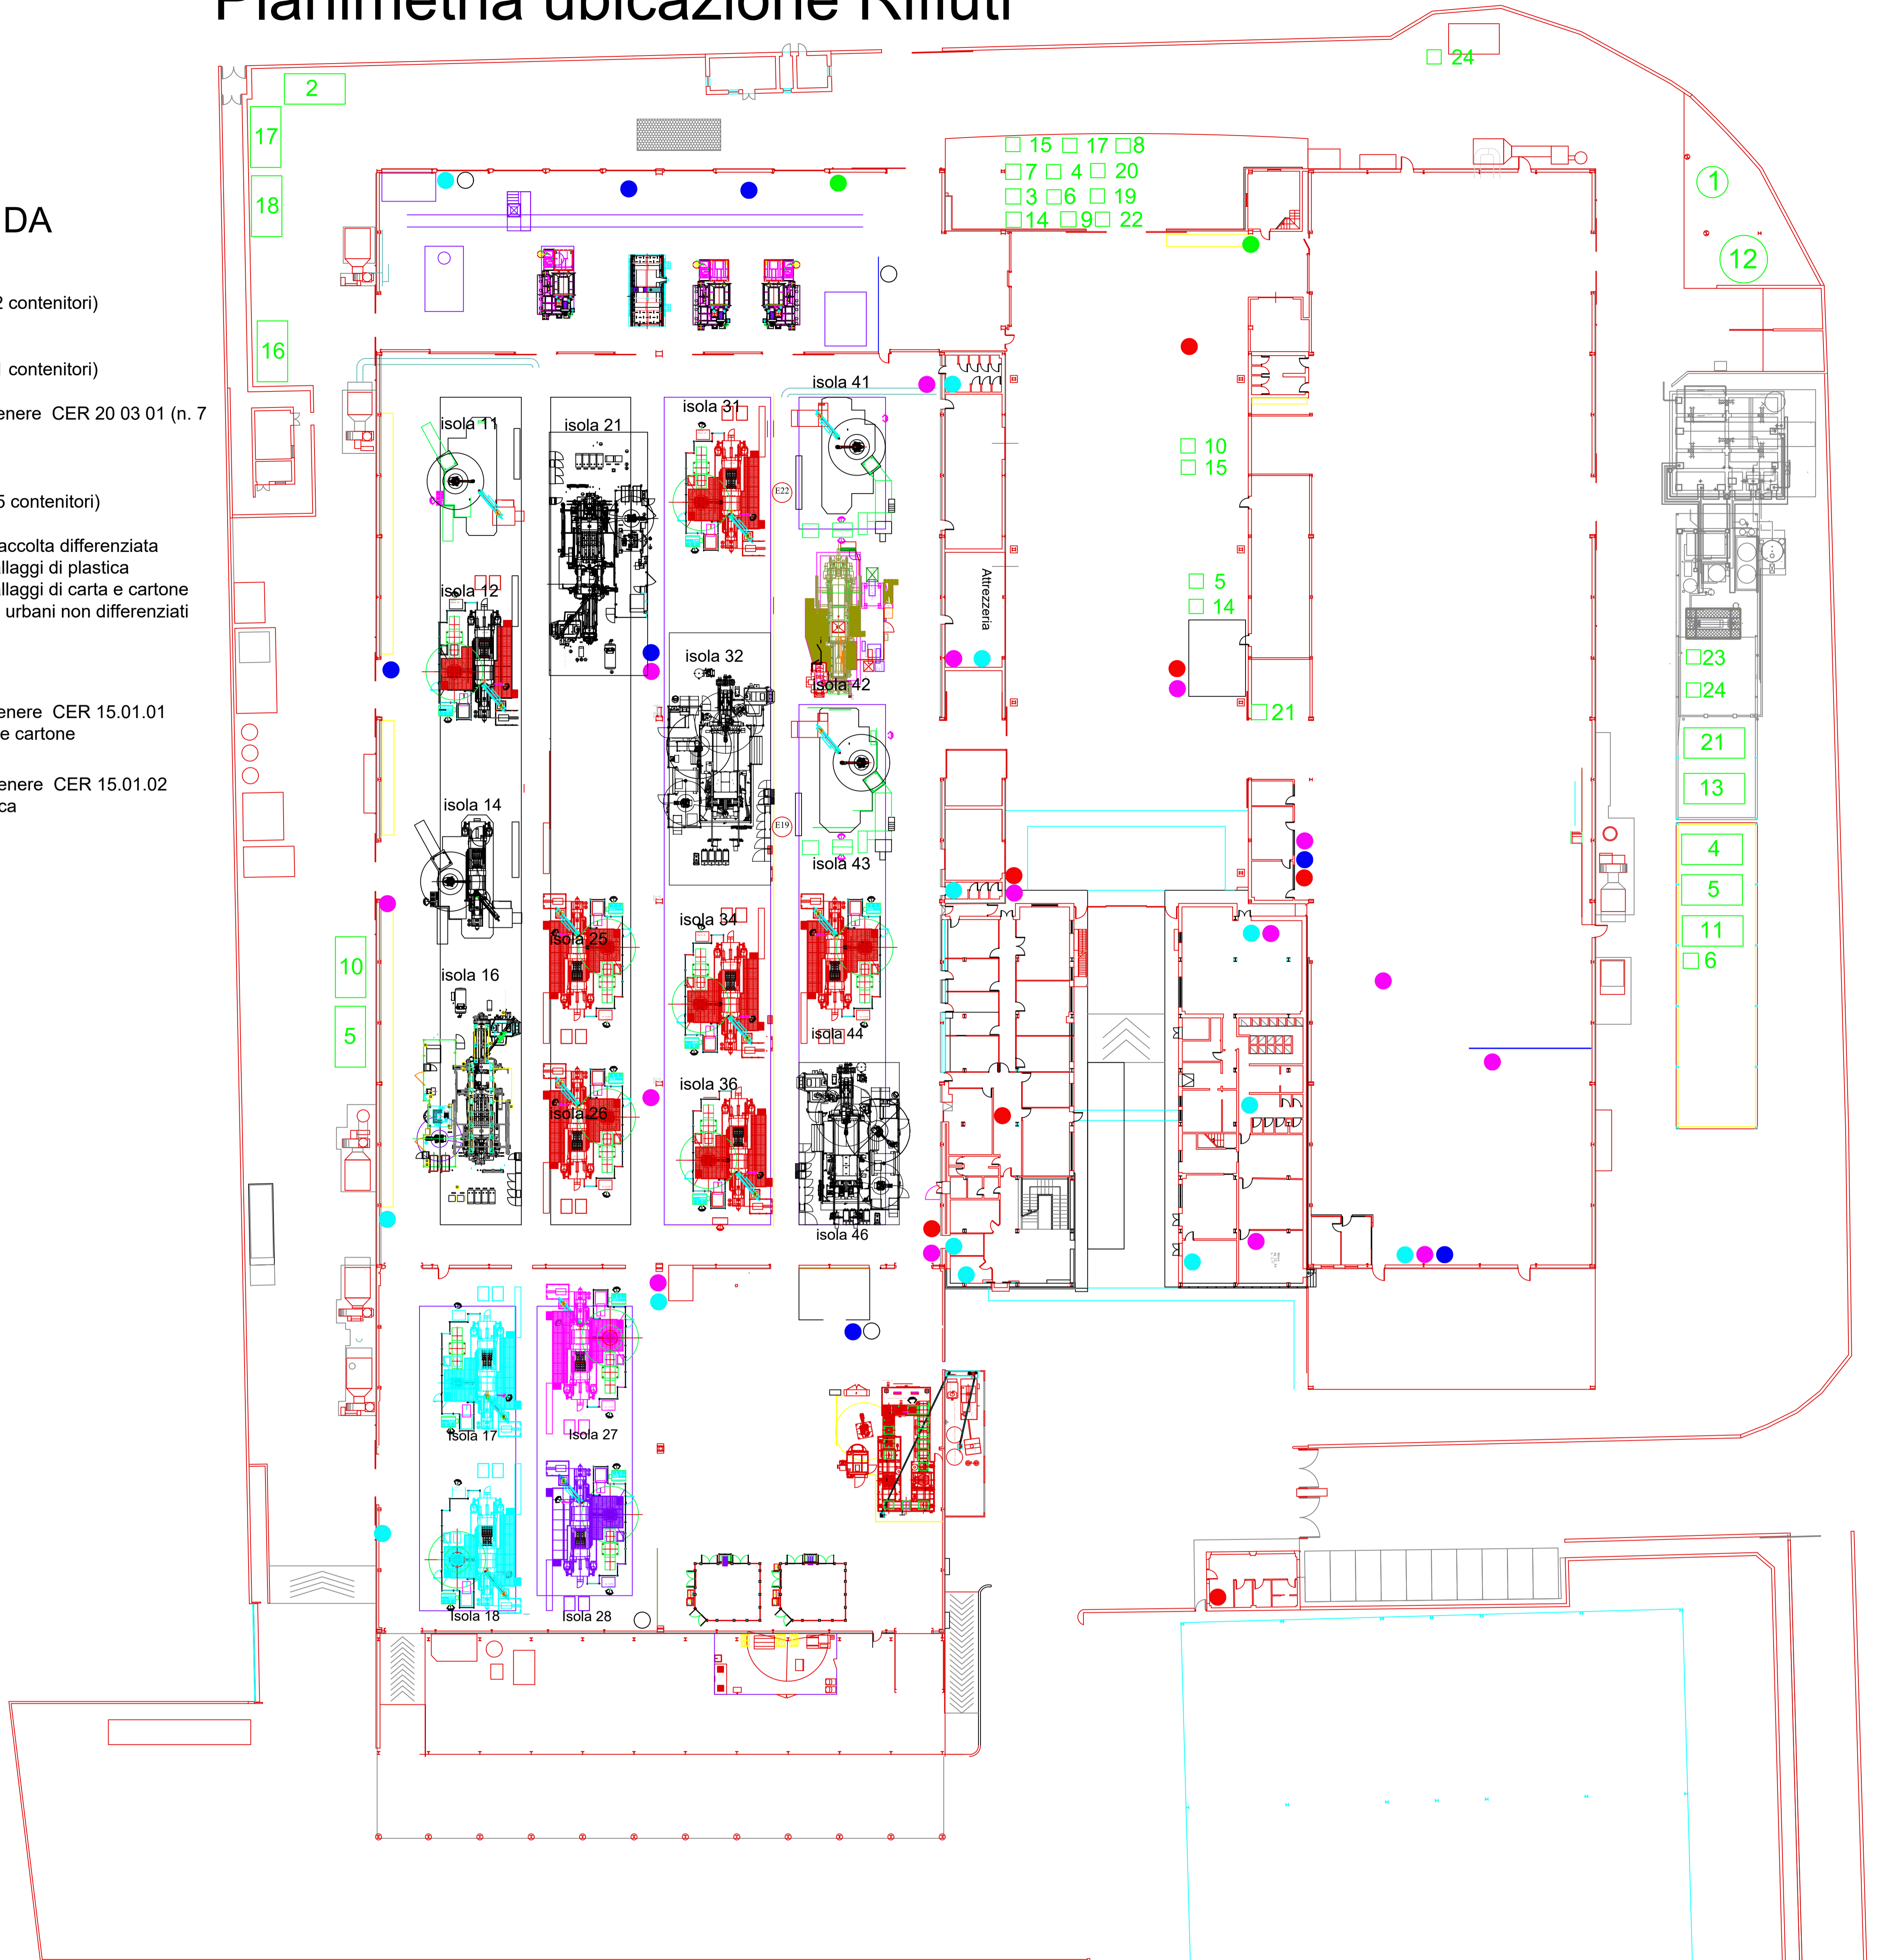 Planimetria ubicazione Rifiuti
DA
2 contenitori)
contenitori)
enere CER 20 03 01 (n. 7
5 contenitori)
accolta differenziata
allaggi di plastica
allaggi di carta e cartone
urbani non differenziati
enere CER 15.01.01
e cartone
enere CER 15.01.02
ca
2
17
18
16
24
15 17 8
7 4 20
3 6 19
14 9 22
1
12
isola 11
isola 21
isola 31
isola 41
E22
10
15
5
14
21
Attrezzeria
isola 12
isola 32
isola 42
23
24
21
13
4
5
11
6
isola 14
E19
isola 43
isola 25
isola 34
isola 44
10
5
isola 16
isola 26
isola 36
isola 46
Isola 17
Isola 27
Isola 18
Isola 28